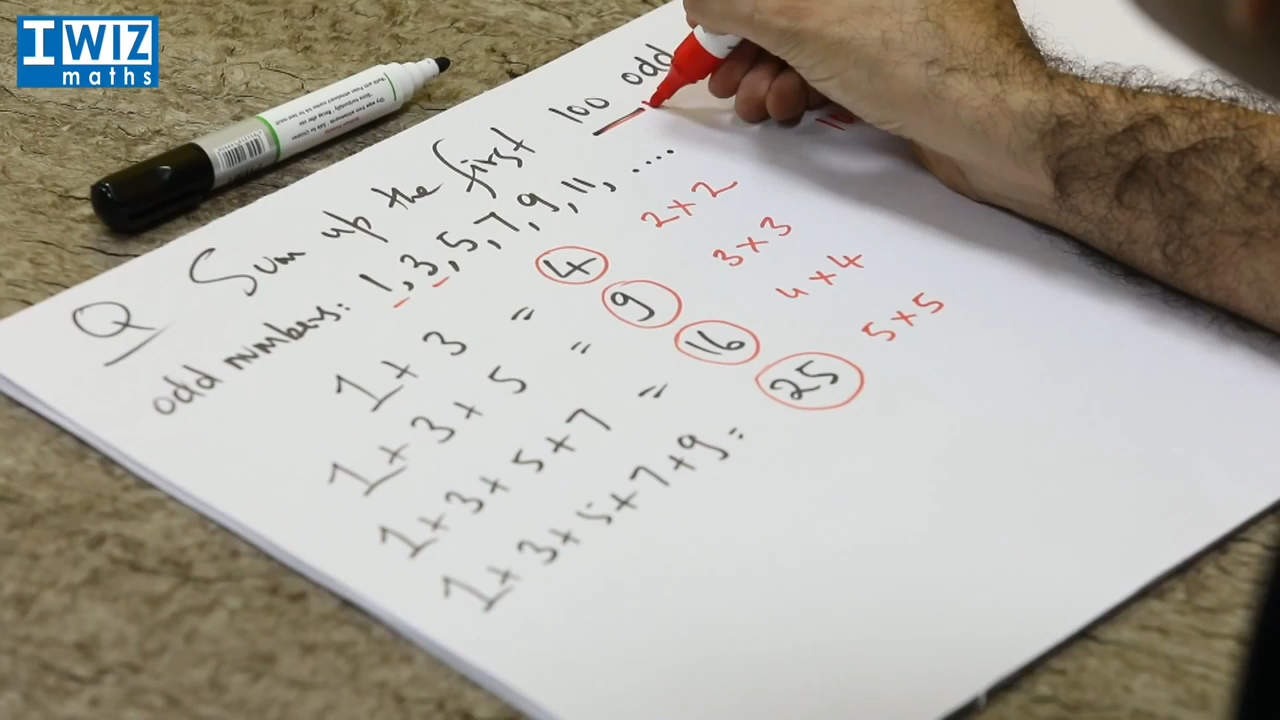 I WIZ
maths
Q Sum up the first 100 odd
odd numbers: 1, 3, 5, 7, 9, 11, ....
1 + 3 = 4 2 × 2
1 + 3 + 5 = 9 3 × 3
1 + 3 + 5 + 7 = 16 4 × 4
1 + 3 + 5 + 7 + 9 = 25 5 × 5